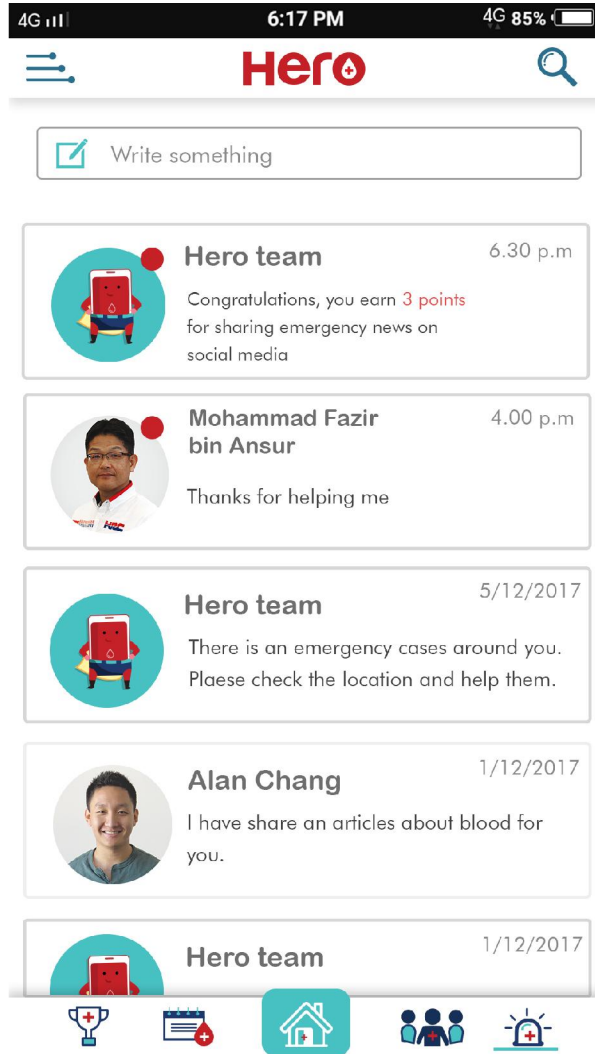 4G 6:17 PM 4G 85%
Hero
Write something
Hero team 6.30 p.m
Congratulations, you earn 3 points
for sharing emergency news on
social media
Mohammad Fazir 4.00 p.m
bin Ansur
Thanks for helping me
5/12/2017
Hero team
There is an emergency cases around you.
Plaese check the location and help them.
1/12/2017
Alan Chang
I have share an articles about blood for
you.
1/12/2017
Hero team